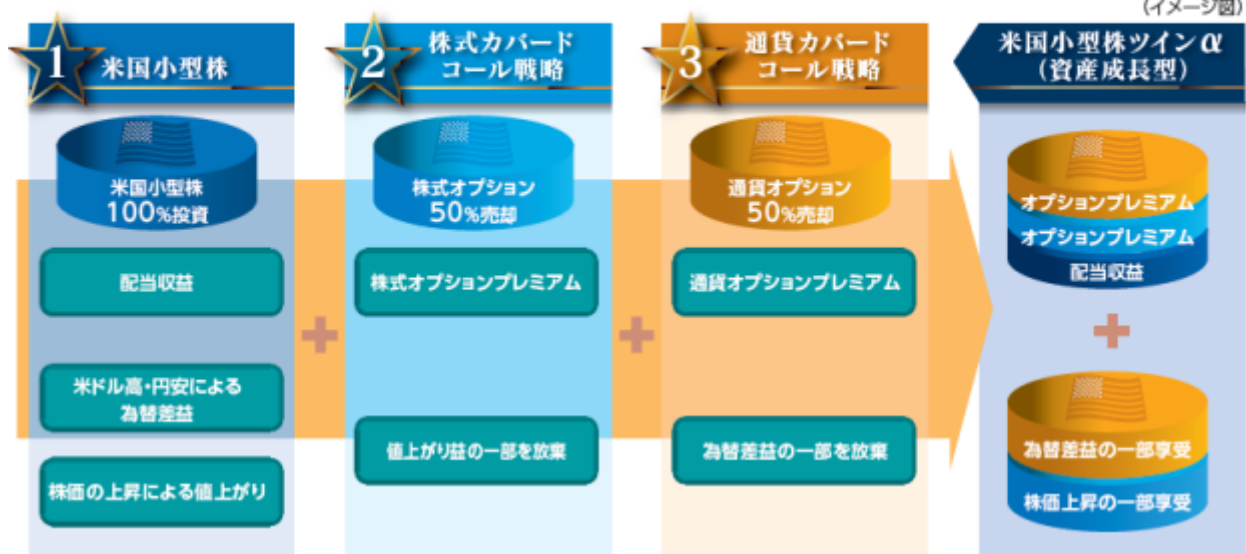 (イメージ図)
1 米国小型株
米国小型株
100%投資
配当収益
米ドル高・円安による
為替差益
株価の上昇による値上がり
+
2 株式カバード
コール戦略
株式オプション
50%売却
株式オプションプレミアム
値上がり益の一部を放棄
+
3 通貨カバード
コール戦略
通貨オプション
50%売却
通貨オプションプレミアム
為替差益の一部を放棄
米国小型株ツインα
(資産成長型)
オプションプレミアム
オプションプレミアム
配当収益
+
為替差益の一部享受
株価上昇の一部享受